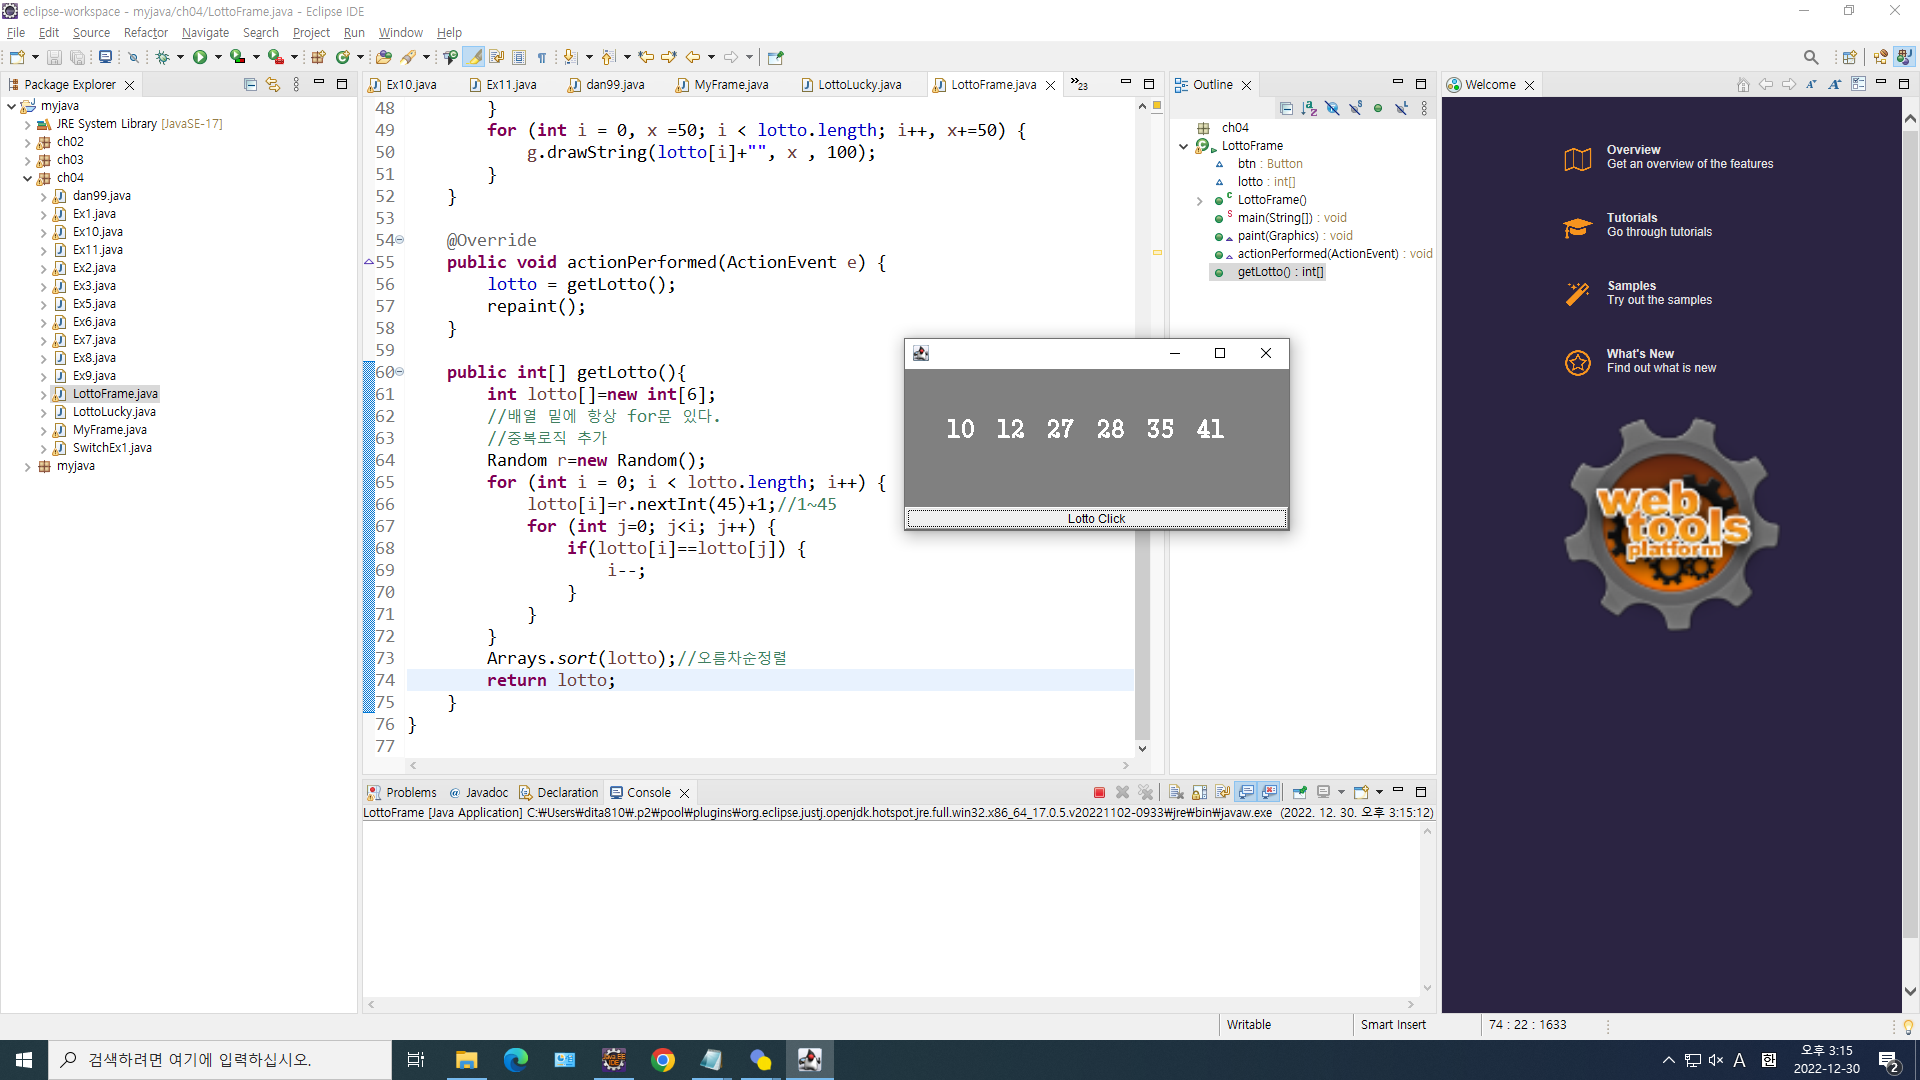 eclipse-workspace - myjava/ch04/LottoFrame.java - Eclipse IDE
File Edit Source Refactor Navigate Search Project Run Window Help
Package Explorer
myjava
JRE System Library [JavaSE-17]
ch02
ch03
ch04
dan99.java
Ex1.java
Ex10.java
Ex11.java
Ex2.java
Ex3.java
Ex5.java
Ex6.java
Ex7.java
Ex8.java
Ex9.java
LottoFrame.java
LottoLucky.java
MyFrame.java
SwitchEx1.java
myjava
Ex10.java Ex11.java dan99.java MyFrame.java LottoLucky.java LottoFrame.java »23
48 }
49 for (int i = 0, x =50; i < lotto.length; i++, x+=50) {
50 g.drawString(lotto[i]+"", x , 100);
51 }
52 }
53
54 @Override
55 public void actionPerformed(ActionEvent e) {
56 lotto = getLotto();
57 repaint();
58 }
59
60 public int[] getLotto(){
61 int lotto[]=new int[6];
62 //배열 밑에 항상 for문 있다.
63 //중복로직 추가
64 Random r=new Random();
65 for (int i = 0; i < lotto.length; i++) {
66 lotto[i]=r.nextInt(45)+1;//1~45
67 for (int j=0; j<i; j++) {
68 if(lotto[i]==lotto[j]) {
69 i--;
70 }
71 }
72 }
73 Arrays.sort(lotto);//오름차순정렬
74 return lotto;
75 }
76 }
77
10 12 27 28 35 41
Lotto Click
Outline
ch04
LottoFrame
btn : Button
lotto : int[]
LottoFrame()
main(String[]) : void
paint(Graphics) : void
actionPerformed(ActionEvent) : void
getLotto() : int[]
Welcome
Overview
Get an overview of the features
Tutorials
Go through tutorials
Samples
Try out the samples
What's New
Find out what is new
web
tools
platform
Problems @ Javadoc Declaration Console
LottoFrame [Java Application] C:₩Users₩dita810₩.p2₩pool₩plugins₩org.eclipse.justj.openjdk.hotspot.jre.full.win32.x86_64_17.0.5.v20221102-0933₩jre₩bin₩javaw.exe (2022. 12. 30. 오후 3:15:12)
Writable Smart Insert 74 : 22 : 1633
검색하려면 여기에 입력하십시오.
A 한 오후 3:15
2022-12-30
2